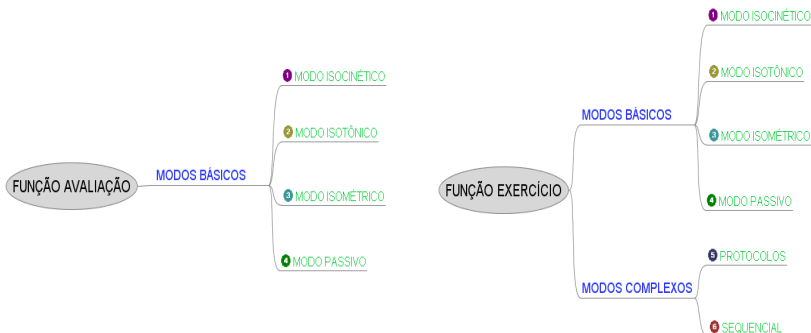 FUNÇÃO AVALIAÇÃO
MODOS BÁSICOS
1 MODO ISOCINÉTICO
2 MODO ISOTÔNICO
3 MODO ISOMÉTRICO
4 MODO PASSIVO
FUNÇÃO EXERCÍCIO
MODOS BÁSICOS
1 MODO ISOCINÉTICO
2 MODO ISOTÔNICO
3 MODO ISOMÉTRICO
4 MODO PASSIVO
MODOS COMPLEXOS
5 PROTOCOLOS
6 SEQUENCIAL